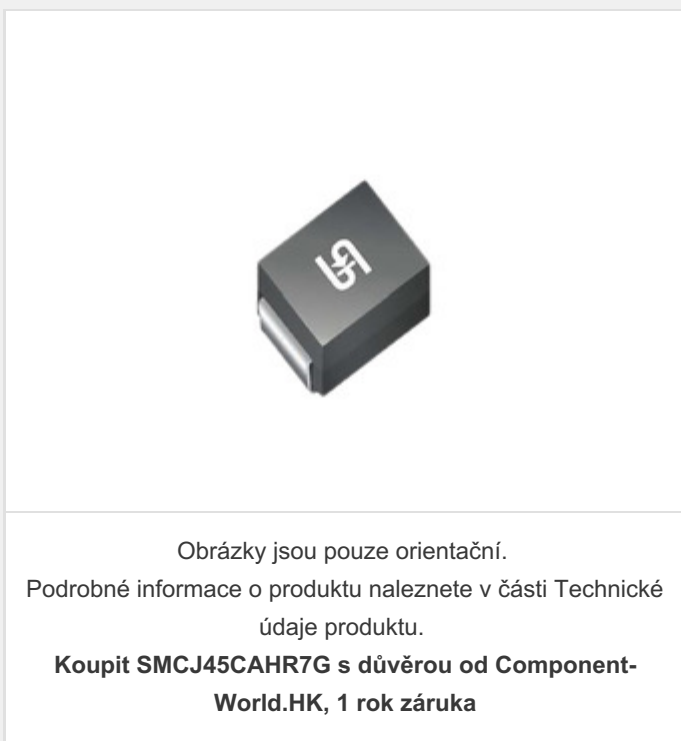 Obrázky jsou pouze orientační.
Podrobné informace o produktu naleznete v části Technické
údaje produktu.
Koupit SMCJ45CAHR7G s důvěrou od Component-
World.HK, 1 rok záruka